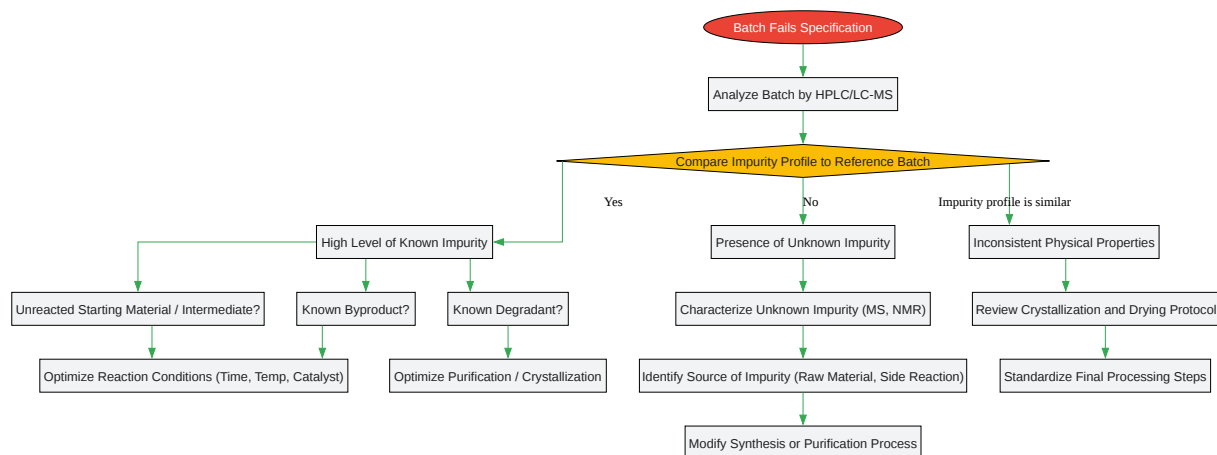 Batch Fails Specification
Analyze Batch by HPLC/LC-MS
Compare Impurity Profile to Reference Batch
Yes
No
Impurity profile is similar
High Level of Known Impurity
Presence of Unknown Impurity
Inconsistent Physical Properties
Unreacted Starting Material / Intermediate?
Known Byproduct?
Known Degradant?
Characterize Unknown Impurity (MS, NMR)
Review Crystallization and Drying Protocol
Optimize Reaction Conditions (Time, Temp, Catalyst)
Optimize Purification / Crystallization
Identify Source of Impurity (Raw Material, Side Reaction)
Standardize Final Processing Steps
Modify Synthesis or Purification Process